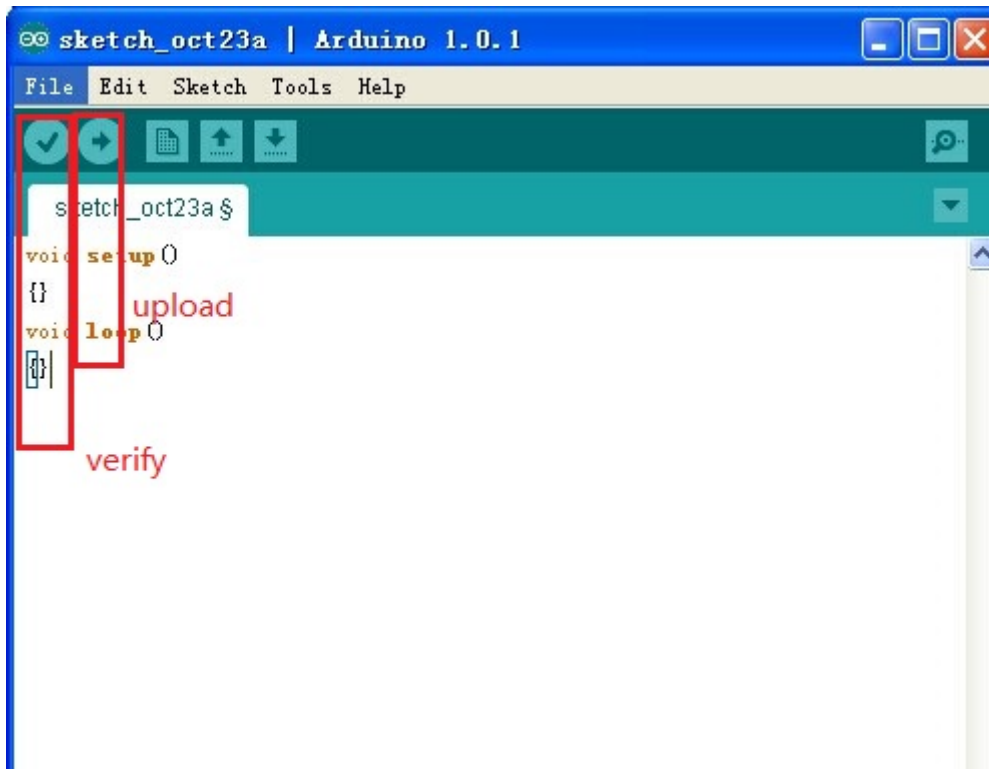 sketch_oct23a | Arduino 1.0.1
File Edit Sketch Tools Help
sketch_oct23a §
void setup()
{}
upload
void loop()
{}
verify